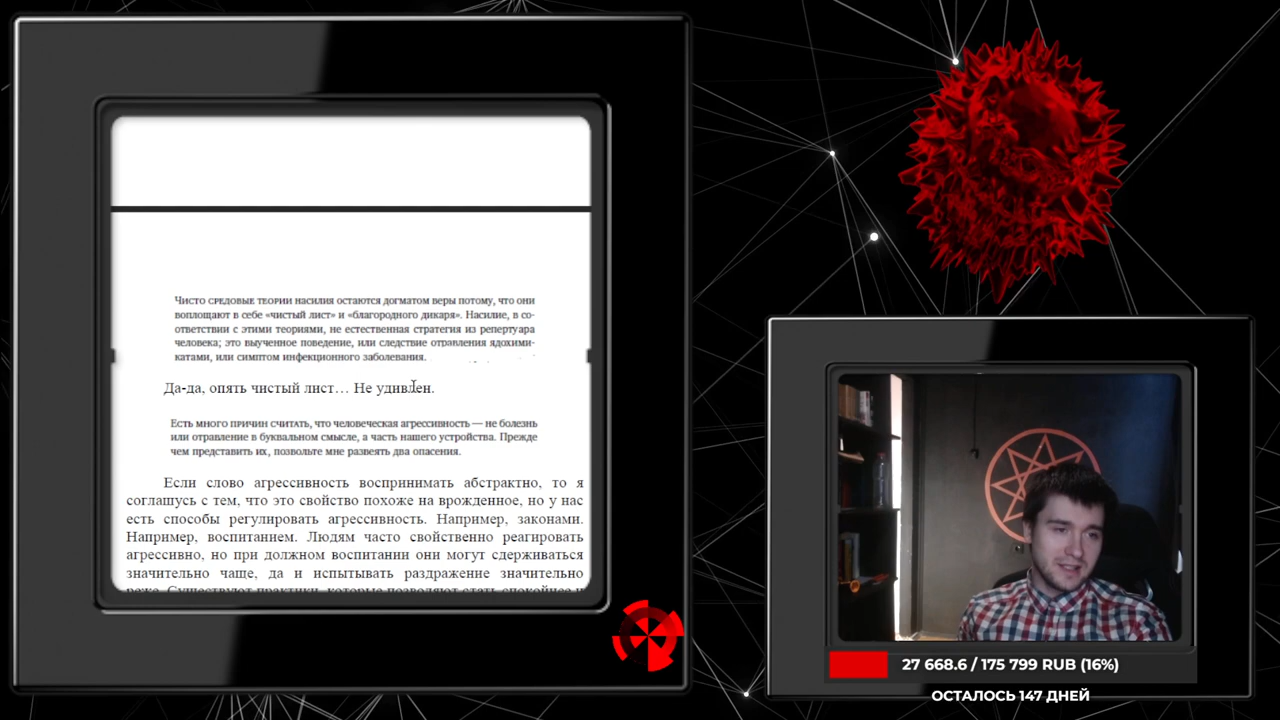 Чисто средовые теории насилия остаются догматом веры потому, что они
воплощают в себе «чистый лист» и «благородного дикаря». Насилие, в со-
ответствии с этими теориями, не естественная стратегия из репертуара
человека; это выученное поведение, или следствие отравления ядохими-
катами, или симптом инфекционного заболевания.
Да-да, опять чистый лист… Не удивлен.
Есть много причин считать, что человеческая агрессивность — не болезнь
или отравление в буквальном смысле, а часть нашего устройства. Прежде
чем представить их, позвольте мне развеять два опасения.
Если слово агрессивность воспринимать абстрактно, то я
соглашусь с тем, что это свойство похоже на врожденное, но у нас
есть способы регулировать агрессивность. Например, законами.
Например, воспитанием. Людям часто свойственно реагировать
агрессивно, но при должном воспитании они могут сдерживаться
значительно чаще, да и испытывать раздражение значительно
27 668.6 / 175 799 RUB (16%)
ОСТАЛОСЬ 147 ДНЕЙ